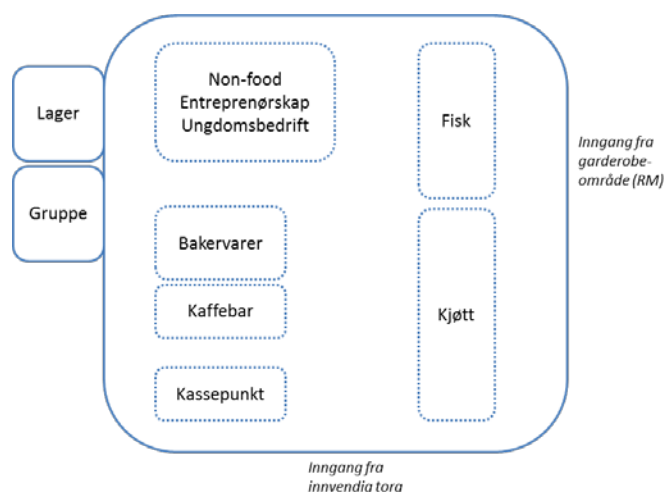 Non-food
Entreprenørskap
Ungdomsbedrift
Fisk
Lager
Inngang fra
garderobe-
område (RM)
Gruppe
Bakervarer
Kaffebar
Kjøtt
Kassepunkt
Inngang fra
innvendig torg